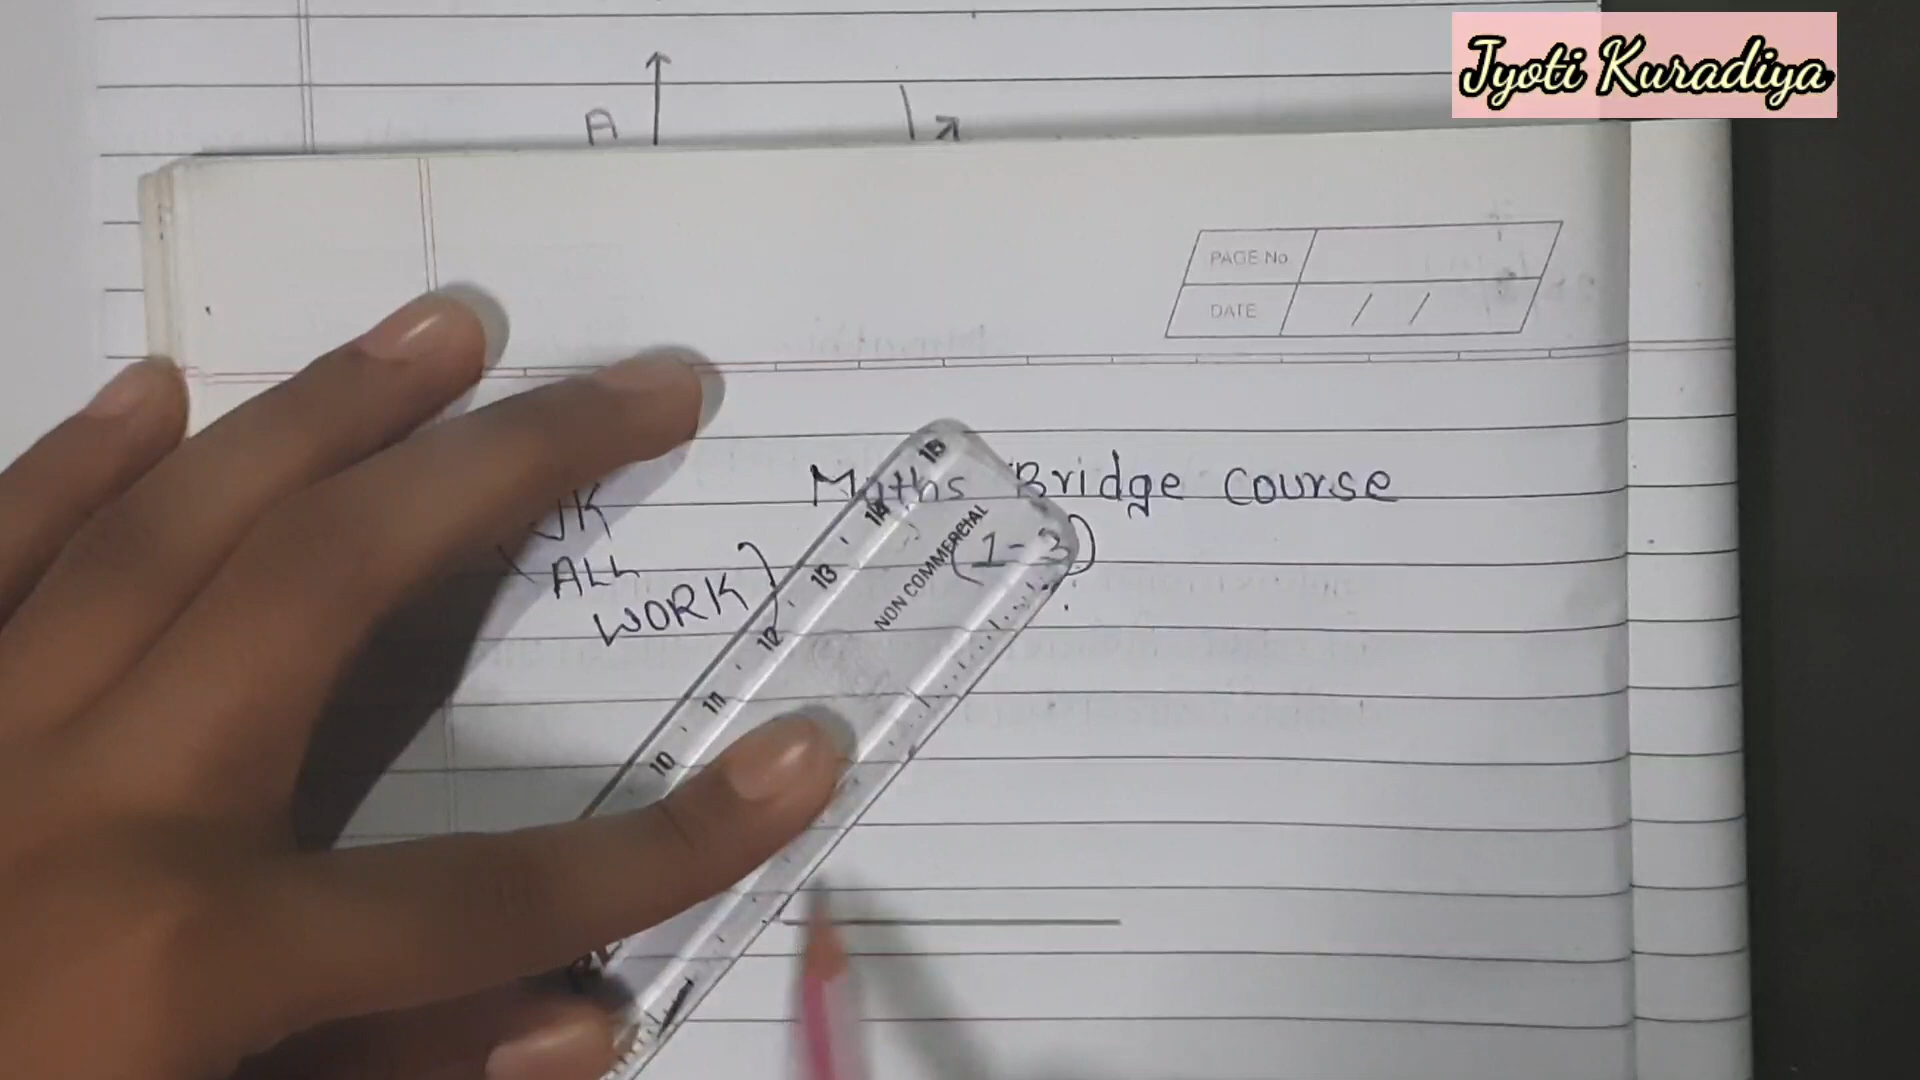 Jyoti Kuradiya
A
PAGE No
DATE / /
Maths Bridge course
(1-3)
ALL
WORK)
15
14
13
12
11
10
NON COMMERCIAL